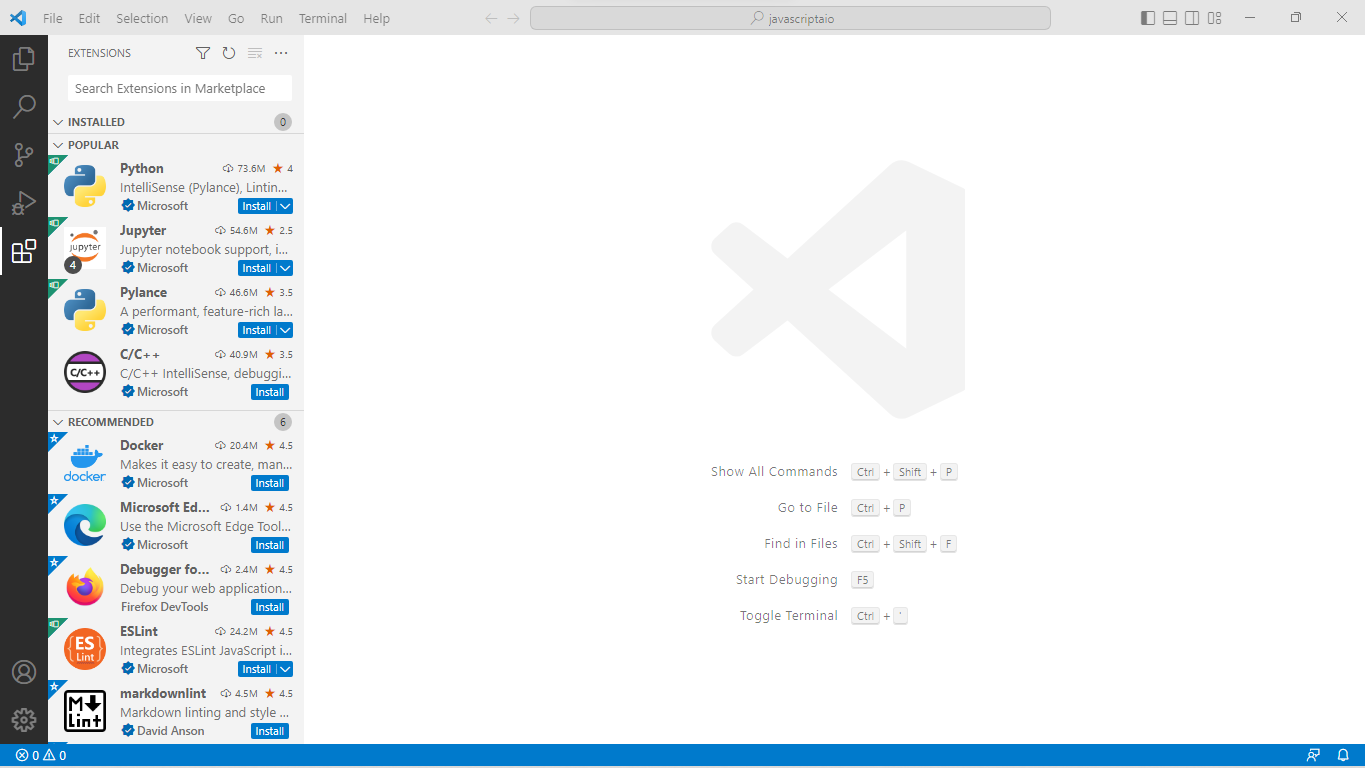 File Edit Selection View Go Run Terminal Help
javascriptaio
EXTENSIONS
Search Extensions in Marketplace
INSTALLED 0
POPULAR
Python 73.6M 4
IntelliSense (Pylance), Lintin...
Microsoft Install
Jupyter 54.6M 2.5
jupyter
Jupyter notebook support, i...
4
Microsoft Install
Pylance 46.6M 3.5
A performant, feature-rich la...
Microsoft Install
C/C++ 40.9M 3.5
C/C++
C/C++ IntelliSense, debuggi...
Microsoft Install
RECOMMENDED 6
Docker 20.4M 4.5
Makes it easy to create, man...
docker
Microsoft Install
Microsoft Ed... 1.4M 4.5
Use the Microsoft Edge Tool...
Microsoft Install
Debugger fo... 2.4M 4.5
Debug your web application...
Firefox DevTools Install
ESLint 24.2M 4.5
ES
Lint
Integrates ESLint JavaScript i...
Microsoft Install
markdownlint 4.5M 4.5
M
Lint
Markdown linting and style ...
David Anson Install
Show All Commands Ctrl + Shift + P
Go to File Ctrl + P
Find in Files Ctrl + Shift + F
Start Debugging F5
Toggle Terminal Ctrl + '
0 0